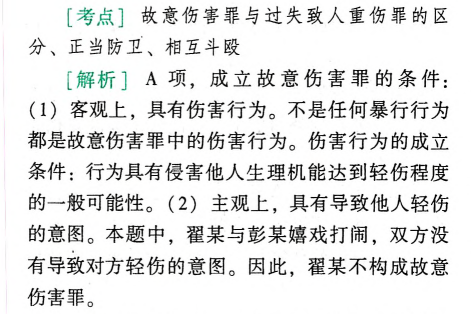 [考点] 故意伤害罪与过失致人重伤罪的区
分、正当防卫、相互斗殴
[解析] A 项，成立故意伤害罪的条件：
(1) 客观上，具有伤害行为。不是任何暴行行为
都是故意伤害罪中的伤害行为。伤害行为的成立
条件：行为具有侵害他人生理机能达到轻伤程度
的一般可能性。(2) 主观上，具有导致他人轻伤
的意图。本题中，翟某与彭某嬉戏打闹，双方没
有导致对方轻伤的意图。因此，翟某不构成故意
伤害罪。